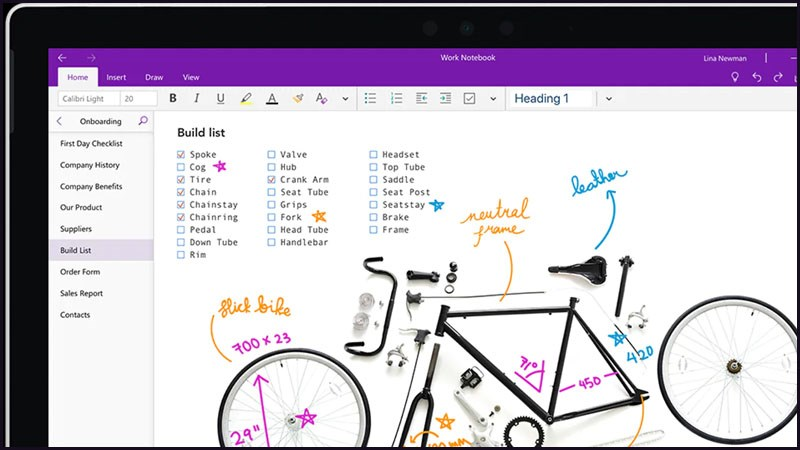 Work Notebook
Lina Newman
Home Insert Draw View
Calibri Light 20 B I U A A Heading 1
Onboarding
First Day Checklist
Company History
Company Benefits
Our Product
Suppliers
Build List
Order Form
Sales Report
Contacts
Build list
Spoke
Cog
Tire
Chain
Chainstay
Chainring
Pedal
Down Tube
Rim
Valve
Hub
Crank Arm
Seat Tube
Grips
Fork
Head Tube
Handlebar
Headset
Top Tube
Saddle
Seat Post
Seatstay
Brake
Frame
leather
neutral
frame
slick bike
700 x 23
71°
450
420
29"
mm